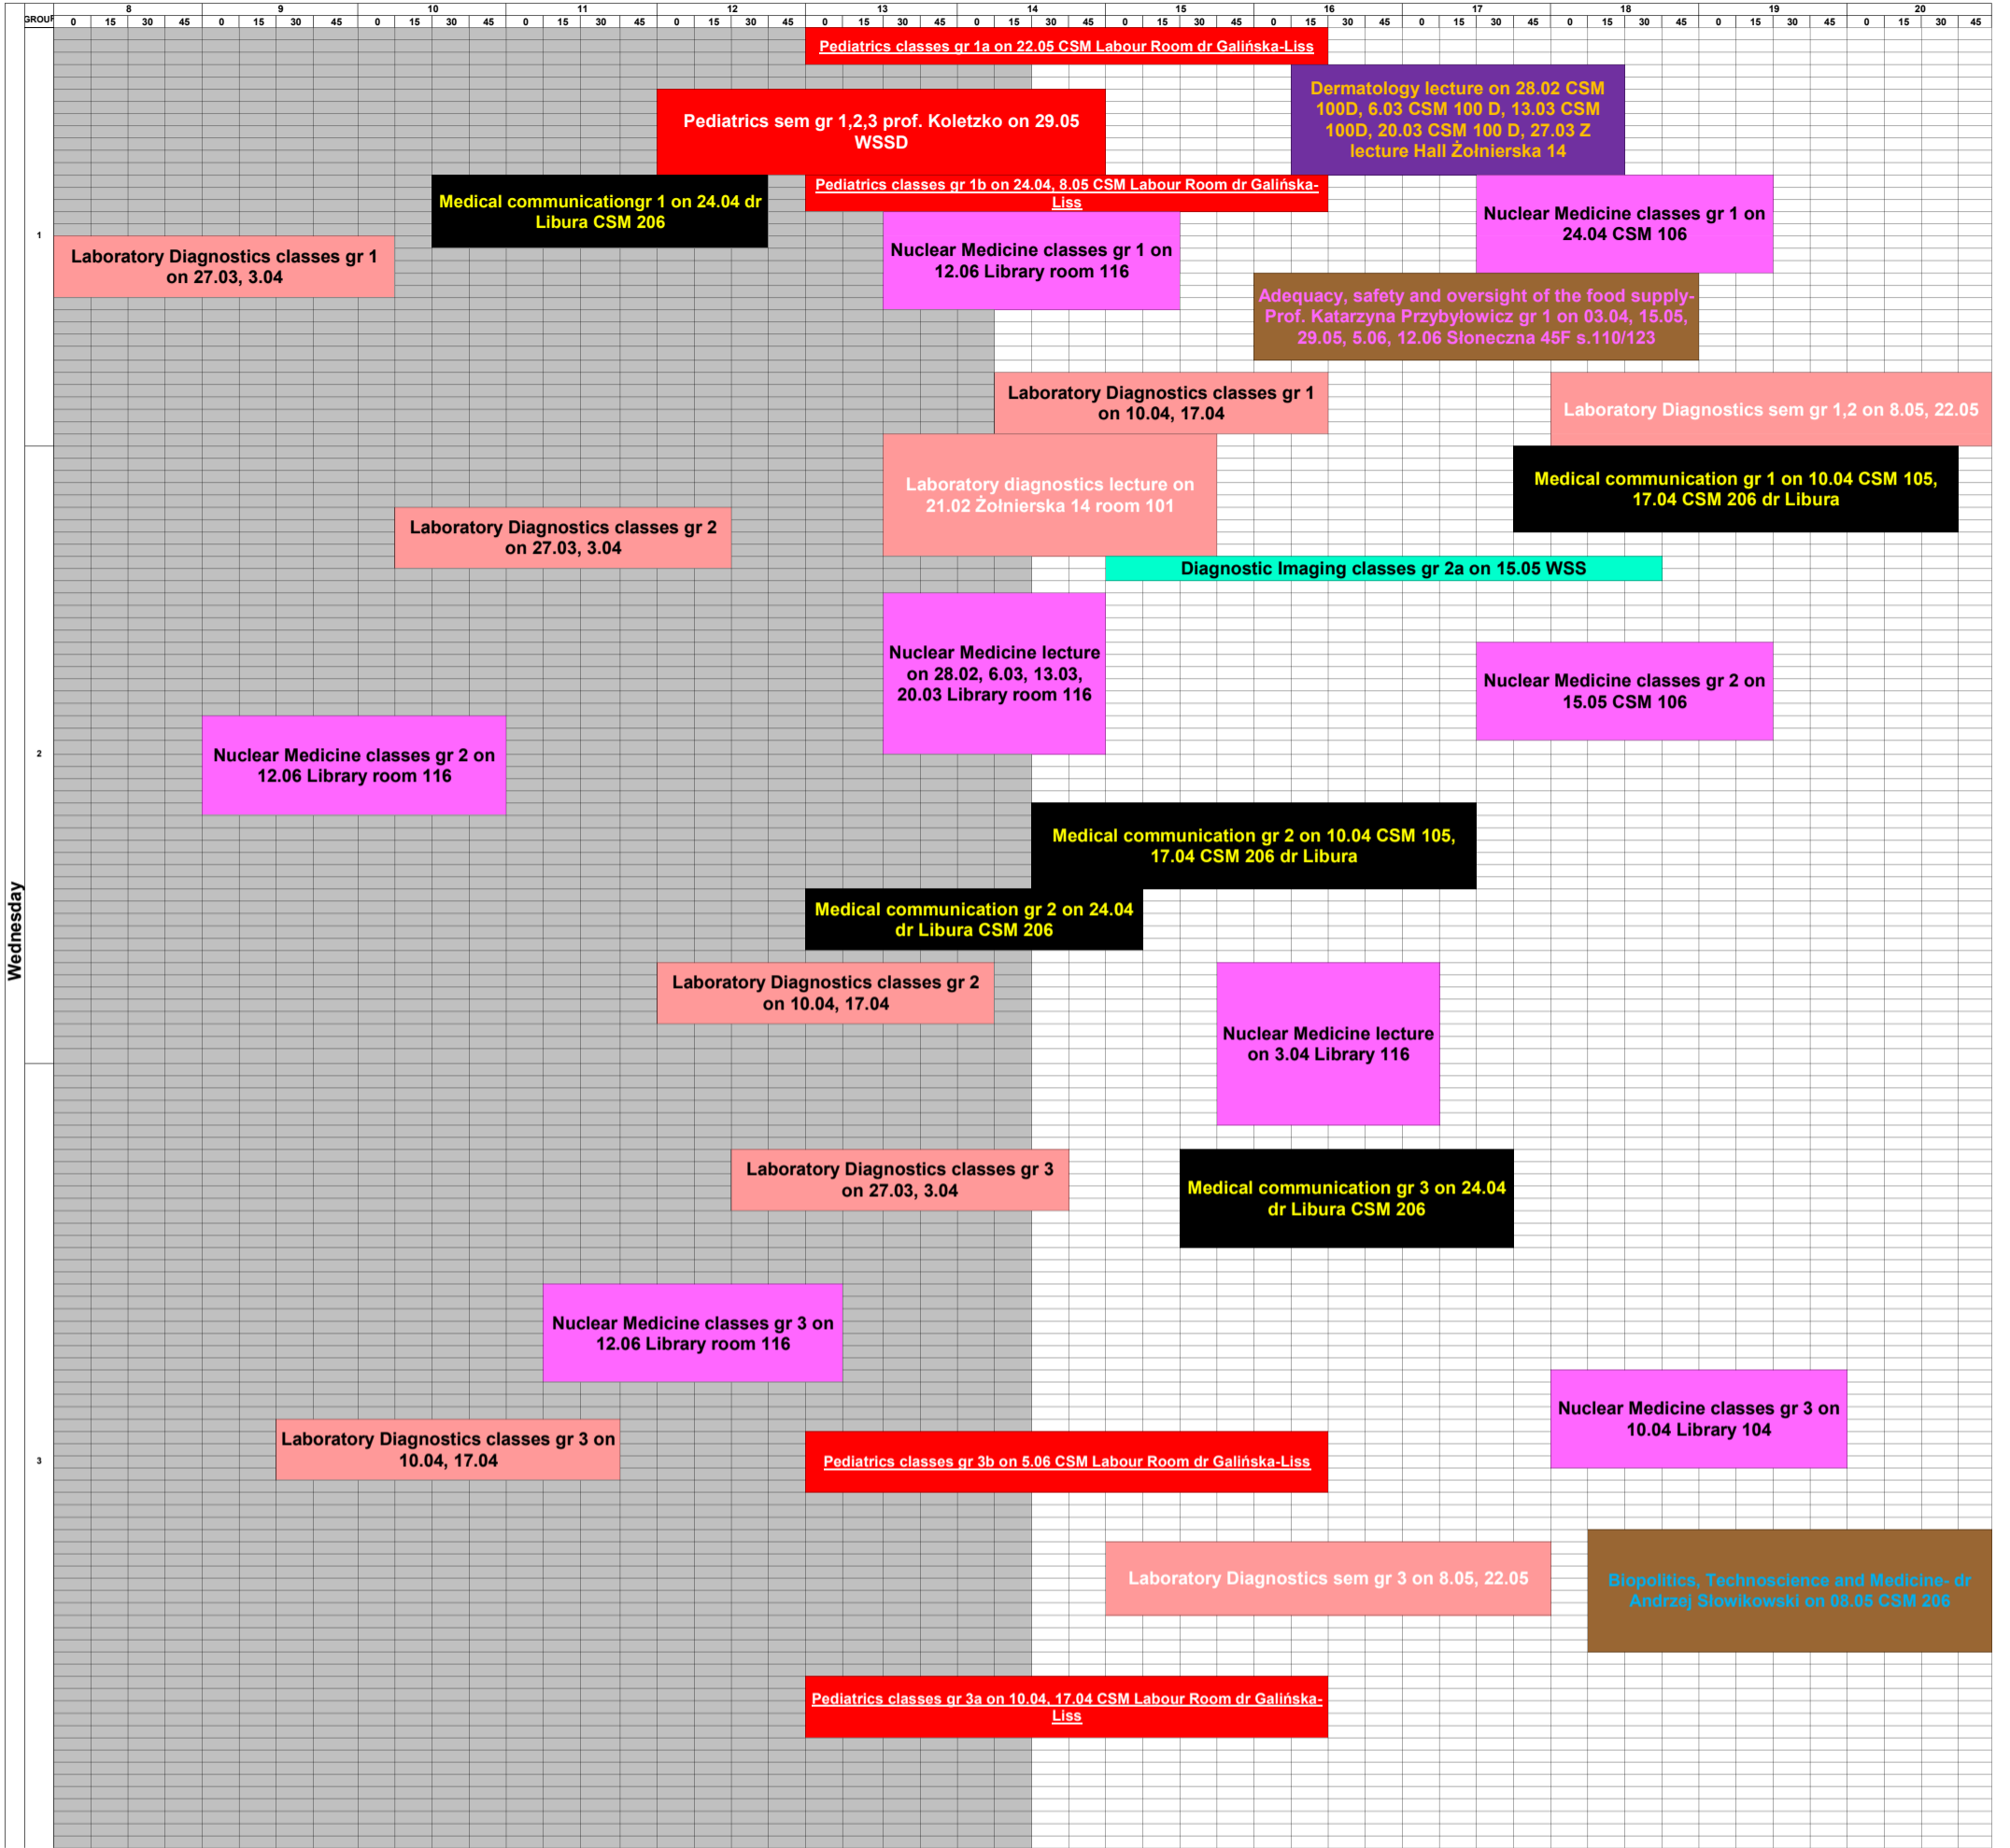 8 9 10 11 12 13 14 15 16 17 18 19 20
GROUP 0 15 30 45 0 15 30 45 0 15 30 45 0 15 30 45 0 15 30 45 0 15 30 45 0 15 30 45 0 15 30 45 0 15 30 45 0 15 30 45 0 15 30 45 0 15 30 45 0 15 30 45
Wednesday
1
Pediatrics classes gr 1a on 22.05 CSM Labour Room dr Galińska-Liss
Dermatology lecture on 28.02 CSM
100D, 6.03 CSM 100 D, 13.03 CSM
100D, 20.03 CSM 100 D, 27.03 Z
lecture Hall Żołnierska 14
Pediatrics sem gr 1,2,3 prof. Koletzko on 29.05
WSSD
Medical communicationgr 1 on 24.04 dr
Libura CSM 206
Pediatrics classes gr 1b on 24.04, 8.05 CSM Labour Room dr Galińska-
Liss
Nuclear Medicine classes gr 1 on
24.04 CSM 106
Laboratory Diagnostics classes gr 1
on 27.03, 3.04
Nuclear Medicine classes gr 1 on
12.06 Library room 116
Adequacy, safety and oversight of the food supply-
Prof. Katarzyna Przybyłowicz gr 1 on 03.04, 15.05,
29.05, 5.06, 12.06 Słoneczna 45F s.110/123
Laboratory Diagnostics classes gr 1
on 10.04, 17.04
Laboratory Diagnostics sem gr 1,2 on 8.05, 22.05
Laboratory diagnostics lecture on
21.02 Żołnierska 14 room 101
Medical communication gr 1 on 10.04 CSM 105,
17.04 CSM 206 dr Libura
2
Laboratory Diagnostics classes gr 2
on 27.03, 3.04
Diagnostic Imaging classes gr 2a on 15.05 WSS
Nuclear Medicine lecture
on 28.02, 6.03, 13.03,
20.03 Library room 116
Nuclear Medicine classes gr 2 on
15.05 CSM 106
Nuclear Medicine classes gr 2 on
12.06 Library room 116
Medical communication gr 2 on 10.04 CSM 105,
17.04 CSM 206 dr Libura
Medical communication gr 2 on 24.04
dr Libura CSM 206
Laboratory Diagnostics classes gr 2
on 10.04, 17.04
Nuclear Medicine lecture
on 3.04 Library 116
3
Laboratory Diagnostics classes gr 3
on 27.03, 3.04
Medical communication gr 3 on 24.04
dr Libura CSM 206
Nuclear Medicine classes gr 3 on
12.06 Library room 116
Nuclear Medicine classes gr 3 on
10.04 Library 104
Laboratory Diagnostics classes gr 3 on
10.04, 17.04
Pediatrics classes gr 3b on 5.06 CSM Labour Room dr Galińska-Liss
Laboratory Diagnostics sem gr 3 on 8.05, 22.05
Biopolitics, Technoscience and Medicine- dr
Andrzej Słowikowski on 08.05 CSM 206
Pediatrics classes gr 3a on 10.04, 17.04 CSM Labour Room dr Galińska-
Liss